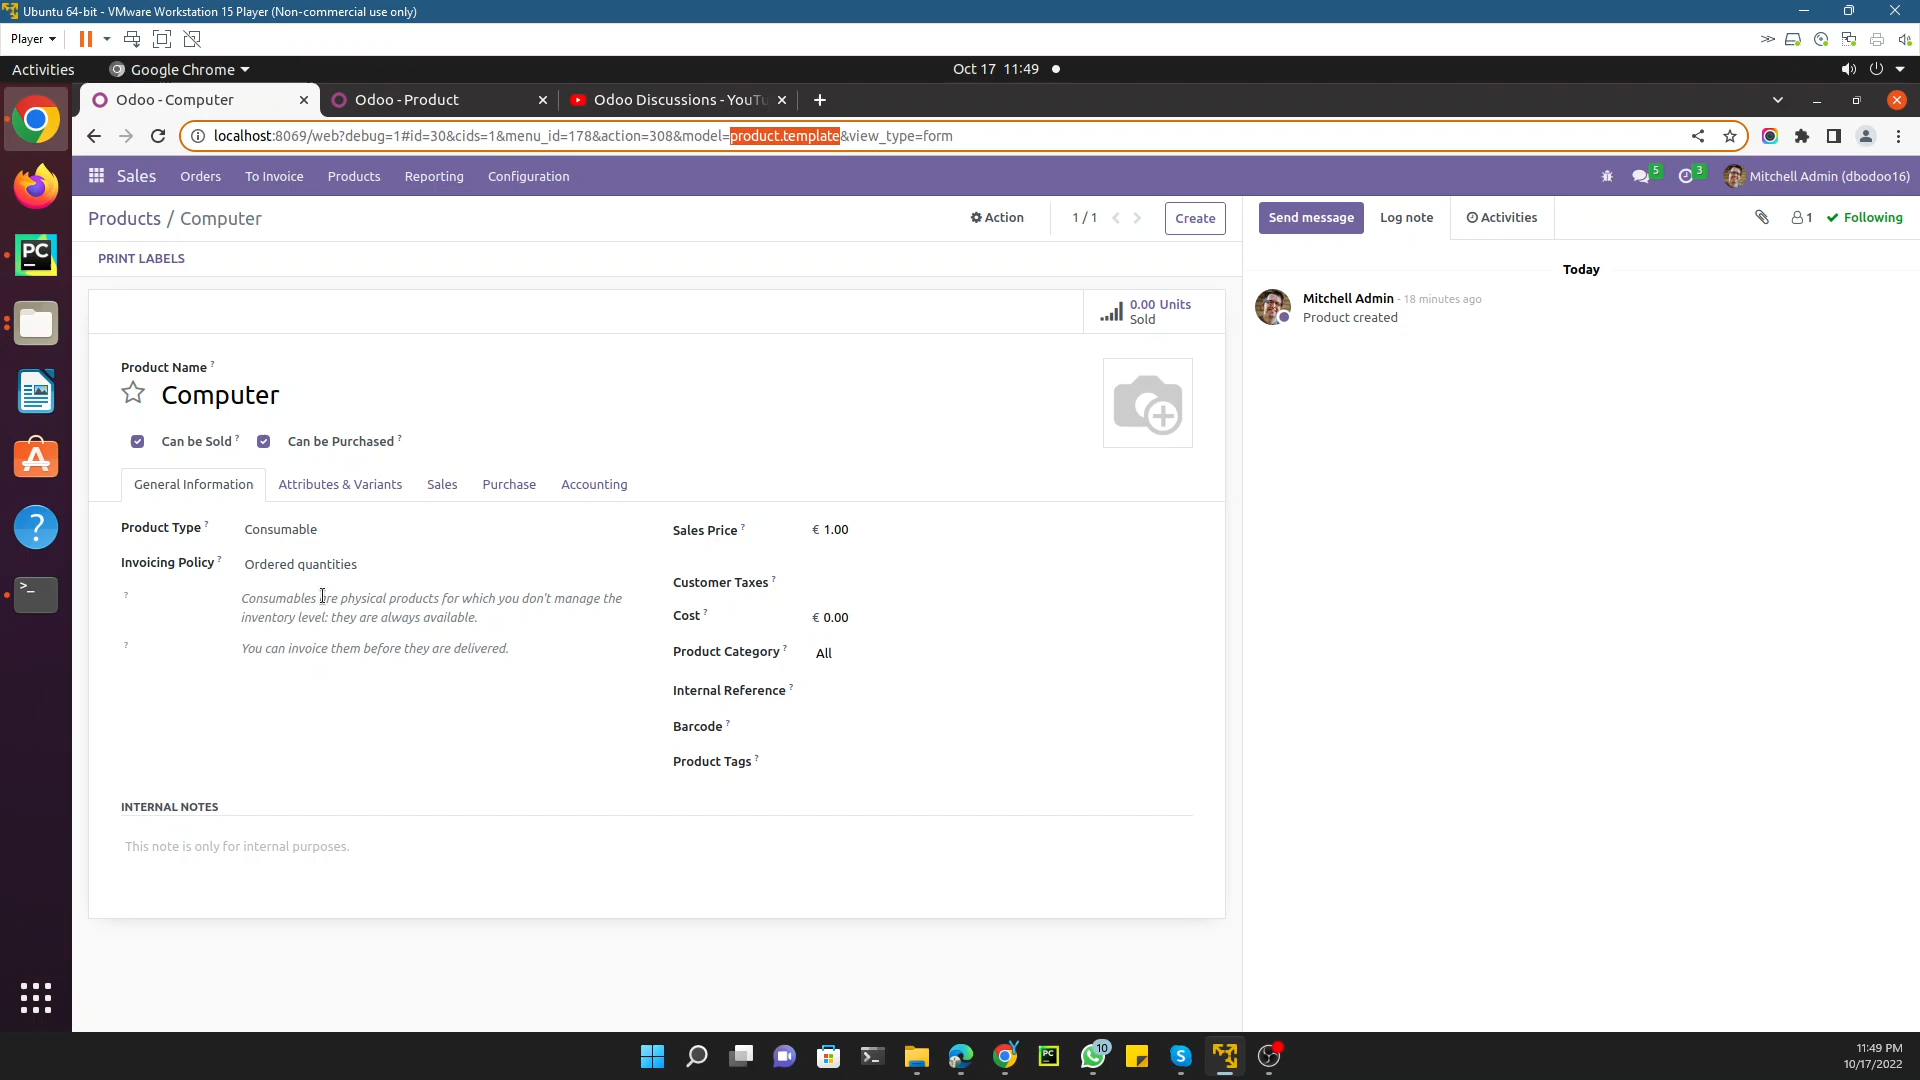 Ubuntu 64-bit - VMware Workstation 15 Player (Non-commercial use only)
Player
Activities
Google Chrome
Oct 17 11:49
Odoo - Computer
Odoo - Product
Odoo Discussions - YouTu
localhost:8069/web?debug=1#id=30&cids=1&menu_id=178&action=308&model=product.template&view_type=form
Sales
Orders
To Invoice
Products
Reporting
Configuration
5
3
Mitchell Admin (dbodoo16)
Products / Computer
Action
1 / 1
Create
Send message
Log note
Activities
1
Following
PRINT LABELS
Today
0.00 Units
Sold
Mitchell Admin - 18 minutes ago
Product created
Product Name ?
Computer
Can be Sold ?
Can be Purchased ?
General Information
Attributes & Variants
Sales
Purchase
Accounting
Product Type ?
Consumable
Sales Price ?
€ 1.00
Invoicing Policy ?
Ordered quantities
Customer Taxes ?
?
Consumables are physical products for which you don't manage the
inventory level: they are always available.
Cost ?
€ 0.00
?
You can invoice them before they are delivered.
Product Category ?
All
Internal Reference ?
Barcode ?
Product Tags ?
INTERNAL NOTES
This note is only for internal purposes.
PC
?
>_
PC
10
S
11:49 PM
10/17/2022